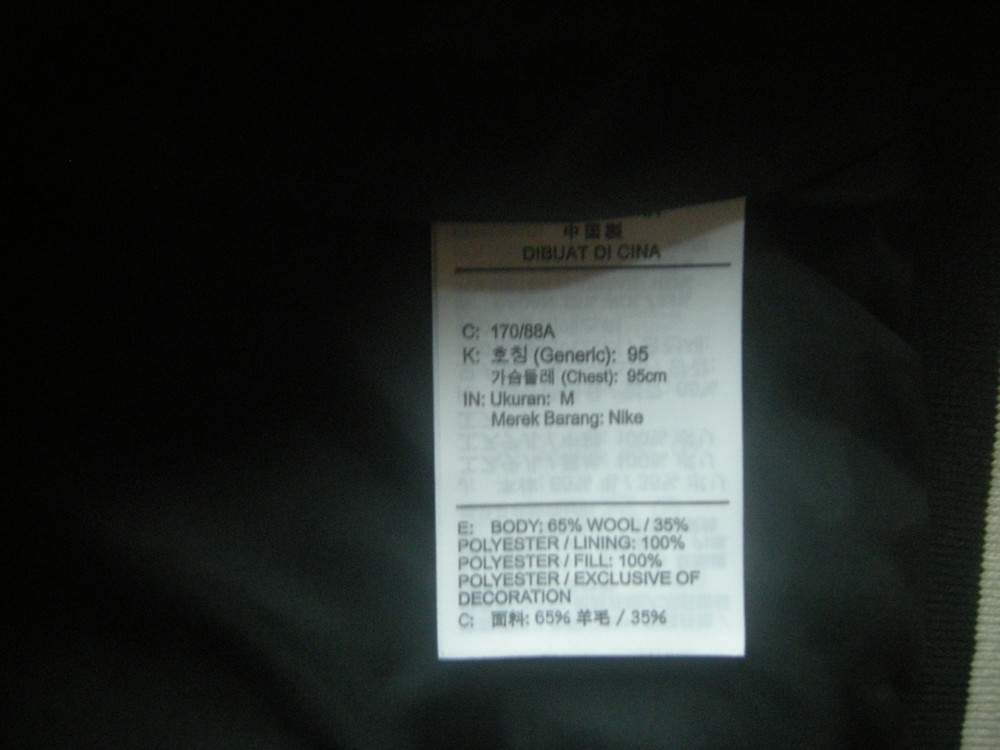 中国製
DIBUAT DI CINA
C: 170/88A
K: 호칭 (Generic): 95
가슴둘레 (Chest): 95cm
IN: Ukuran: M
Merek Barang: Nike
E: BODY: 65% WOOL / 35%
POLYESTER / LINING: 100%
POLYESTER / FILL: 100%
POLYESTER / EXCLUSIVE OF
DECORATION
C: 面料: 65% 羊毛 / 35%